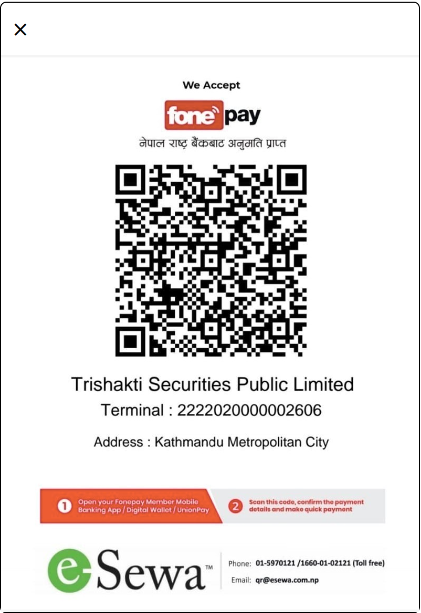 We Accept
fonepay
नेपाल राष्ट्र बैंकबाट अनुमति प्राप्त
Trishakti Securities Public Limited
Terminal : 2222020000002606
Address : Kathmandu Metropolitan City
1 Open your Fonepay Member Mobile
Banking App / Digital Wallet / UnionPay
2 Scan this code, confirm the payment
details and make quick payment
e-Sewa™
Phone: 01-5970121 /1660-01-02121 (Toll free)
Email: qr@esewa.com.np